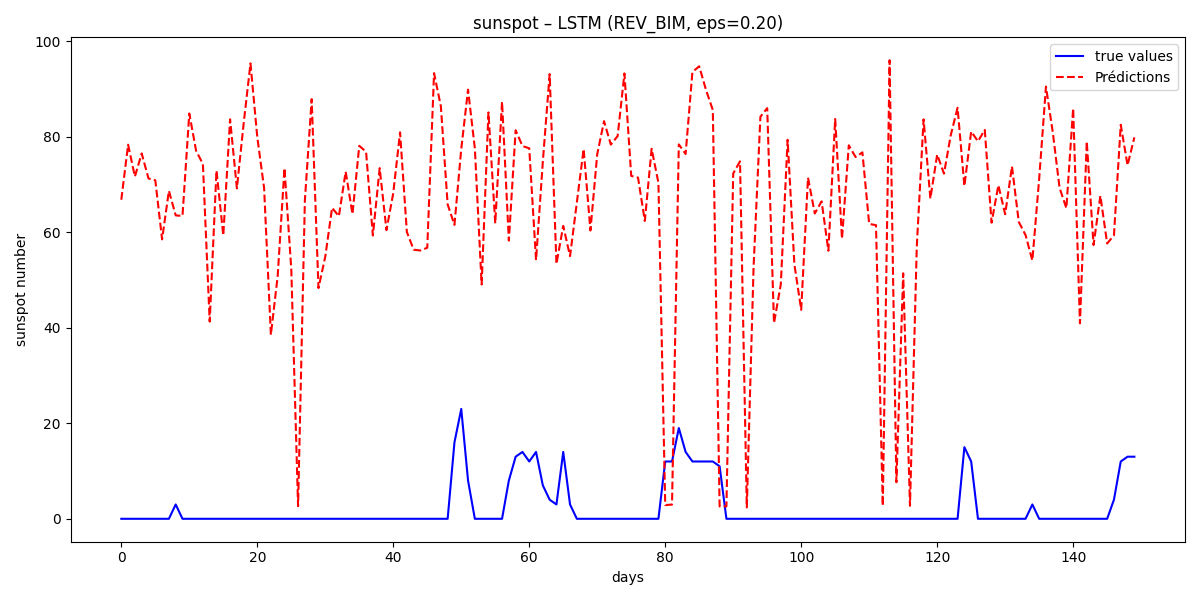 sunspot – LSTM (REV_BIM, eps=0.20)
true values
Prédictions
sunspot number
100
80
60
40
20
0
0 20 40 60 80 100 120 140
days